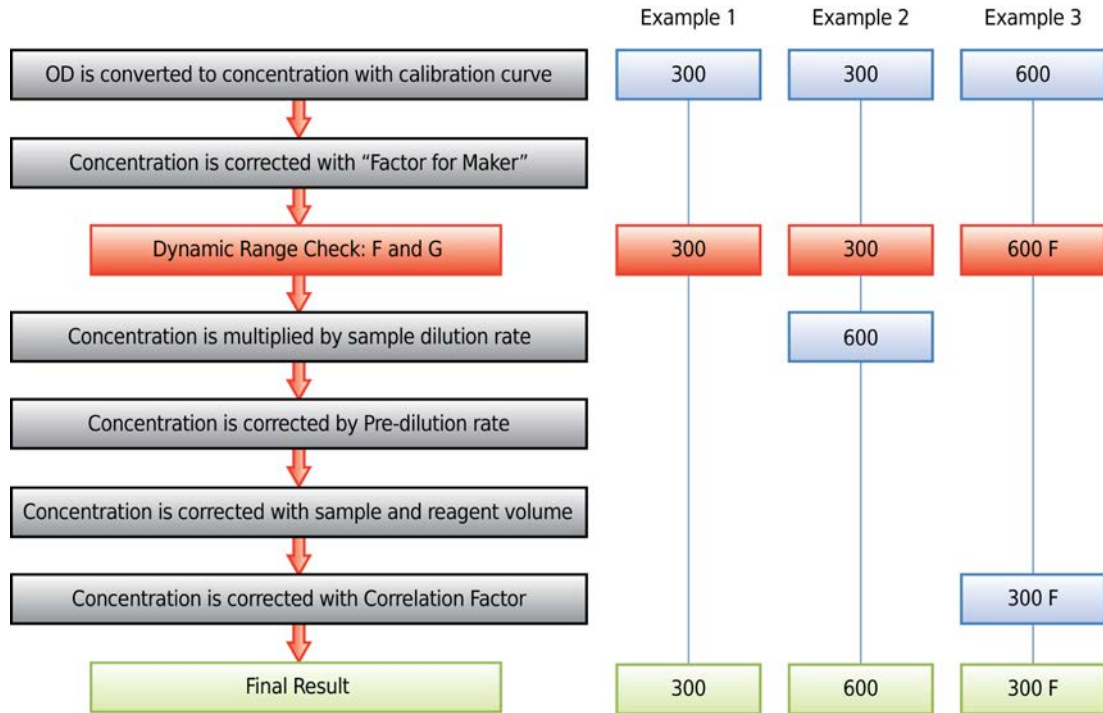 Example 1 Example 2 Example 3
OD is converted to concentration with calibration curve 300 300 600
Concentration is corrected with “Factor for Maker”
Dynamic Range Check: F and G 300 300 600 F
Concentration is multiplied by sample dilution rate 600
Concentration is corrected by Pre-dilution rate
Concentration is corrected with sample and reagent volume
Concentration is corrected with Correlation Factor 300 F
Final Result 300 600 300 F